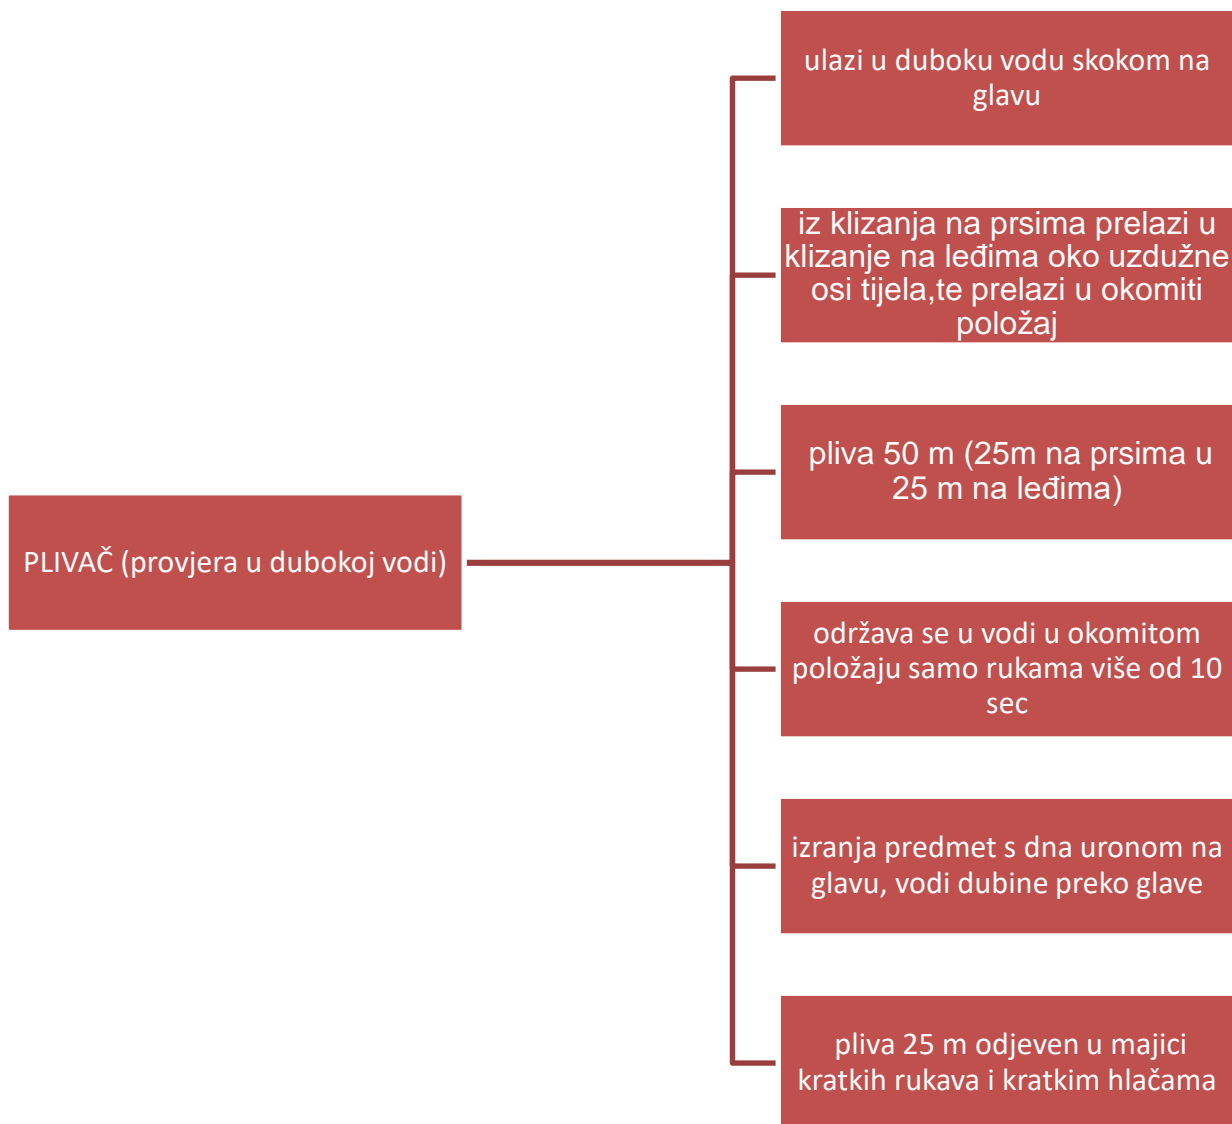 ulazi u duboku vodu skokom na
glavu
iz klizanja na prsima prelazi u
klizanje na leđima oko uzdužne
osi tijela,te prelazi u okomiti
položaj
pliva 50 m (25m na prsima u
25 m na leđima)
PLIVAČ (provjera u dubokoj vodi)
održava se u vodi u okomitom
položaju samo rukama više od 10
sec
izranja predmet s dna uronom na
glavu, vodi dubine preko glave
pliva 25 m odjeven u majici
kratkih rukava i kratkim hlačama